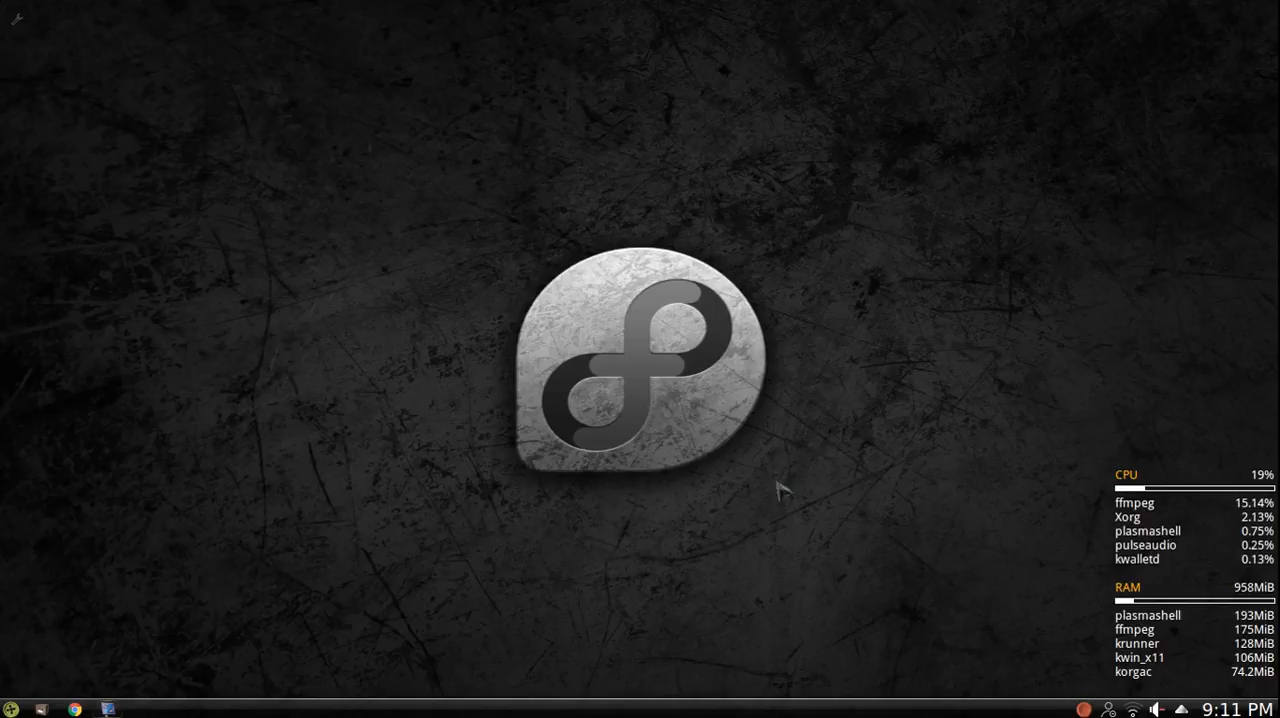 CPU 19%
ffmpeg 15.14%
Xorg 2.13%
plasmashell 0.75%
pulseaudio 0.25%
kwalletd 0.13%
RAM 958MiB
plasmashell 193MiB
ffmpeg 175MiB
krunner 128MiB
kwin_x11 106MiB
korgac 74.2MiB
9:11 PM